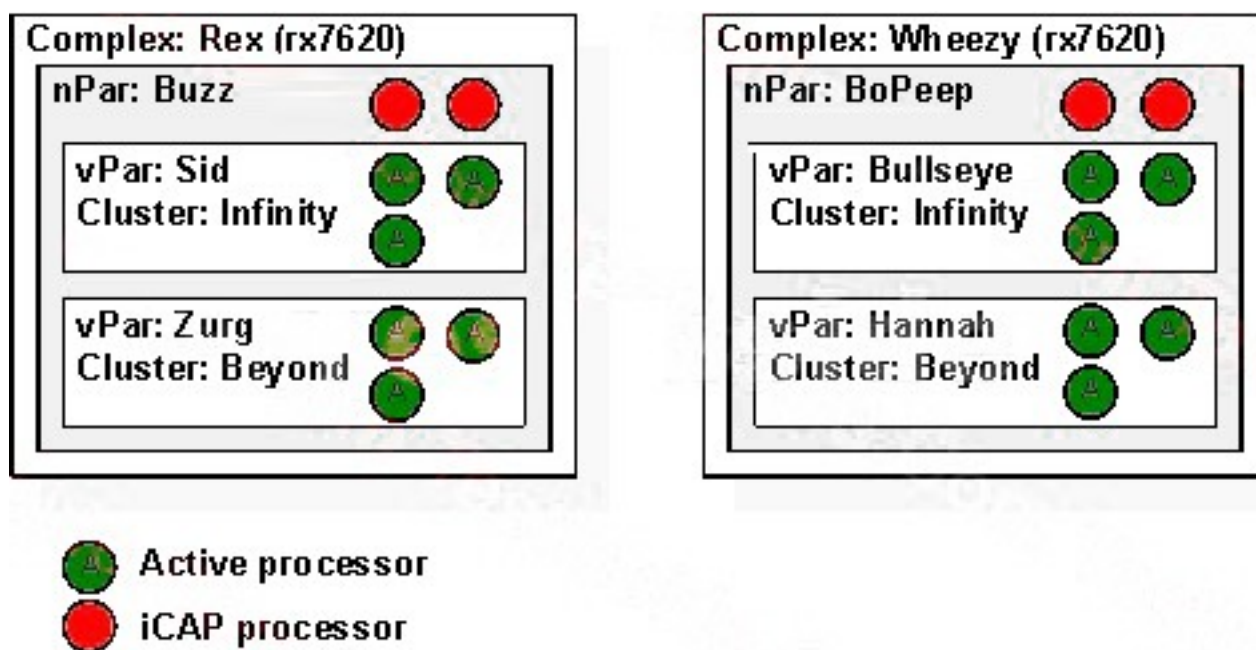 Complex: Rex (rx7620)
nPar: Buzz
vPar: Sid
Cluster: Infinity
A A
A
vPar: Zurg
Cluster: Beyond
A A
A
Complex: Wheezy (rx7620)
nPar: BoPeep
vPar: Bullseye
Cluster: Infinity
A A
A
vPar: Hannah
Cluster: Beyond
A A
A
A Active processor
iCAP processor